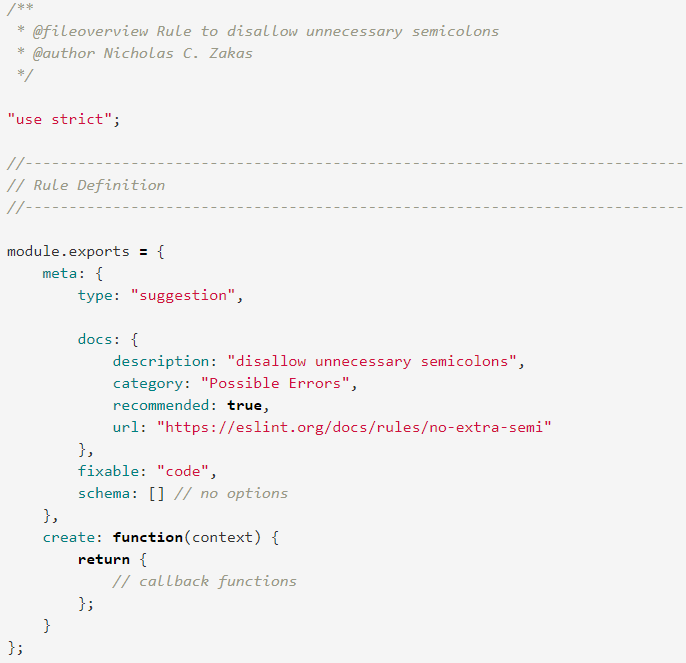 /**
 * @fileoverview Rule to disallow unnecessary semicolons
 * @author Nicholas C. Zakas
 */
"use strict";
//------------------------------------------------------------------------------
// Rule Definition
//------------------------------------------------------------------------------
module.exports = {
    meta: {
        type: "suggestion",
        docs: {
            description: "disallow unnecessary semicolons",
            category: "Possible Errors",
            recommended: true,
            url: "https://eslint.org/docs/rules/no-extra-semi"
        },
        fixable: "code",
        schema: [] // no options
    },
    create: function(context) {
        return {
            // callback functions
        };
    }
};